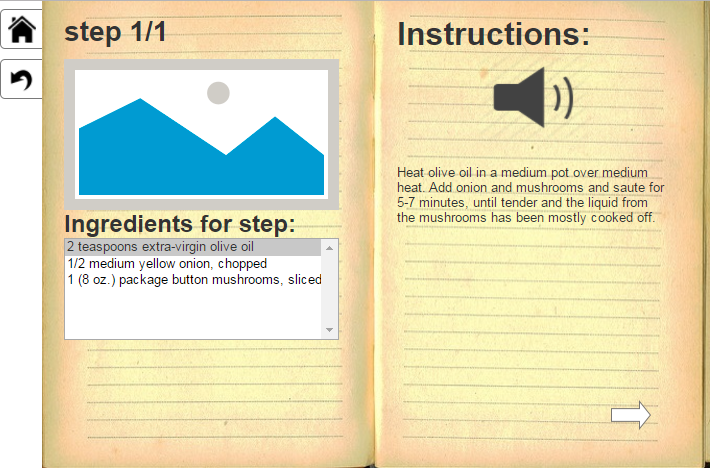 step 1/1
Ingredients for step:
2 teaspoons extra-virgin olive oil
1/2 medium yellow onion, chopped
1 (8 oz.) package button mushrooms, sliced
Instructions:
Heat olive oil in a medium pot over medium
heat. Add onion and mushrooms and saute for
5-7 minutes, until tender and the liquid from
the mushrooms has been mostly cooked off.